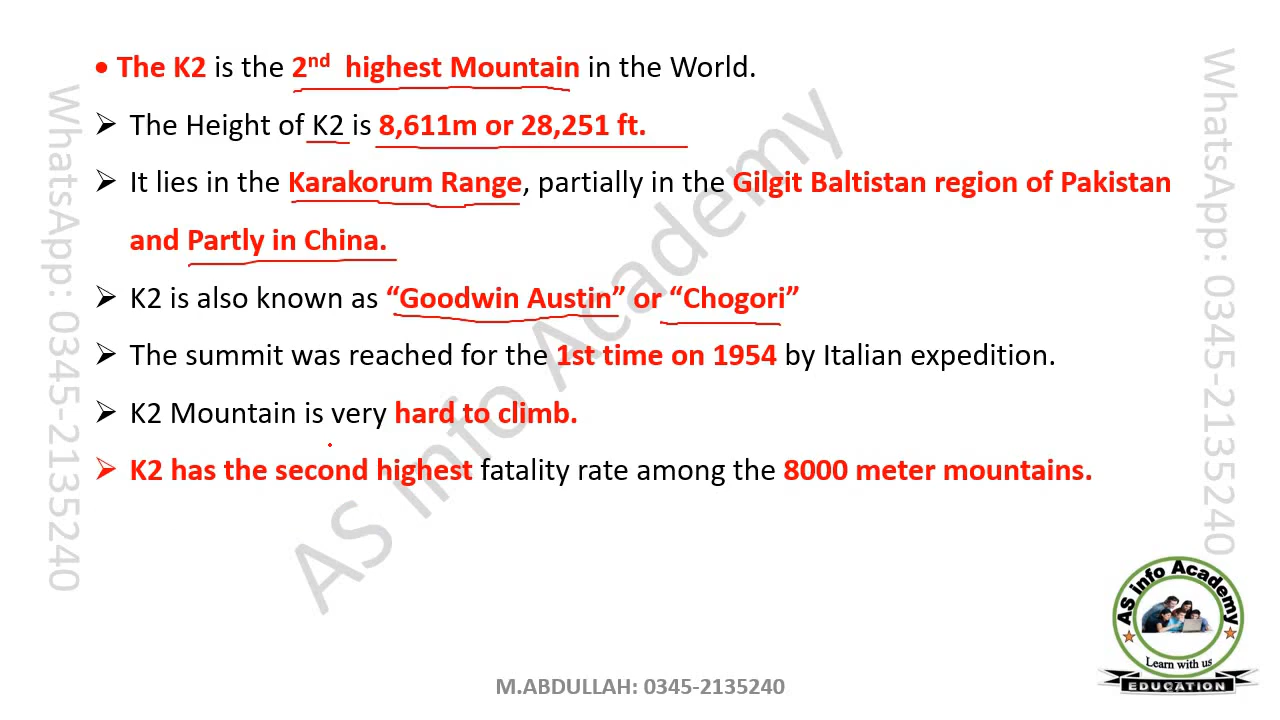 • The K2 is the 2nd highest Mountain in the World.
➢ The Height of K2 is 8,611m or 28,251 ft.
➢ It lies in the Karakorum Range, partially in the Gilgit Baltistan region of Pakistan
and Partly in China.
➢ K2 is also known as “Goodwin Austin” or “Chogori”
➢ The summit was reached for the 1st time on 1954 by Italian expedition.
➢ K2 Mountain is very hard to climb.
➢ K2 has the second highest fatality rate among the 8000 meter mountains.
AS info Academy
WhatsApp: 0345-2135240
WhatsApp: 0345-2135240
AS info Academy
Learn with us
EDUCATION
M.ABDULLAH: 0345-2135240